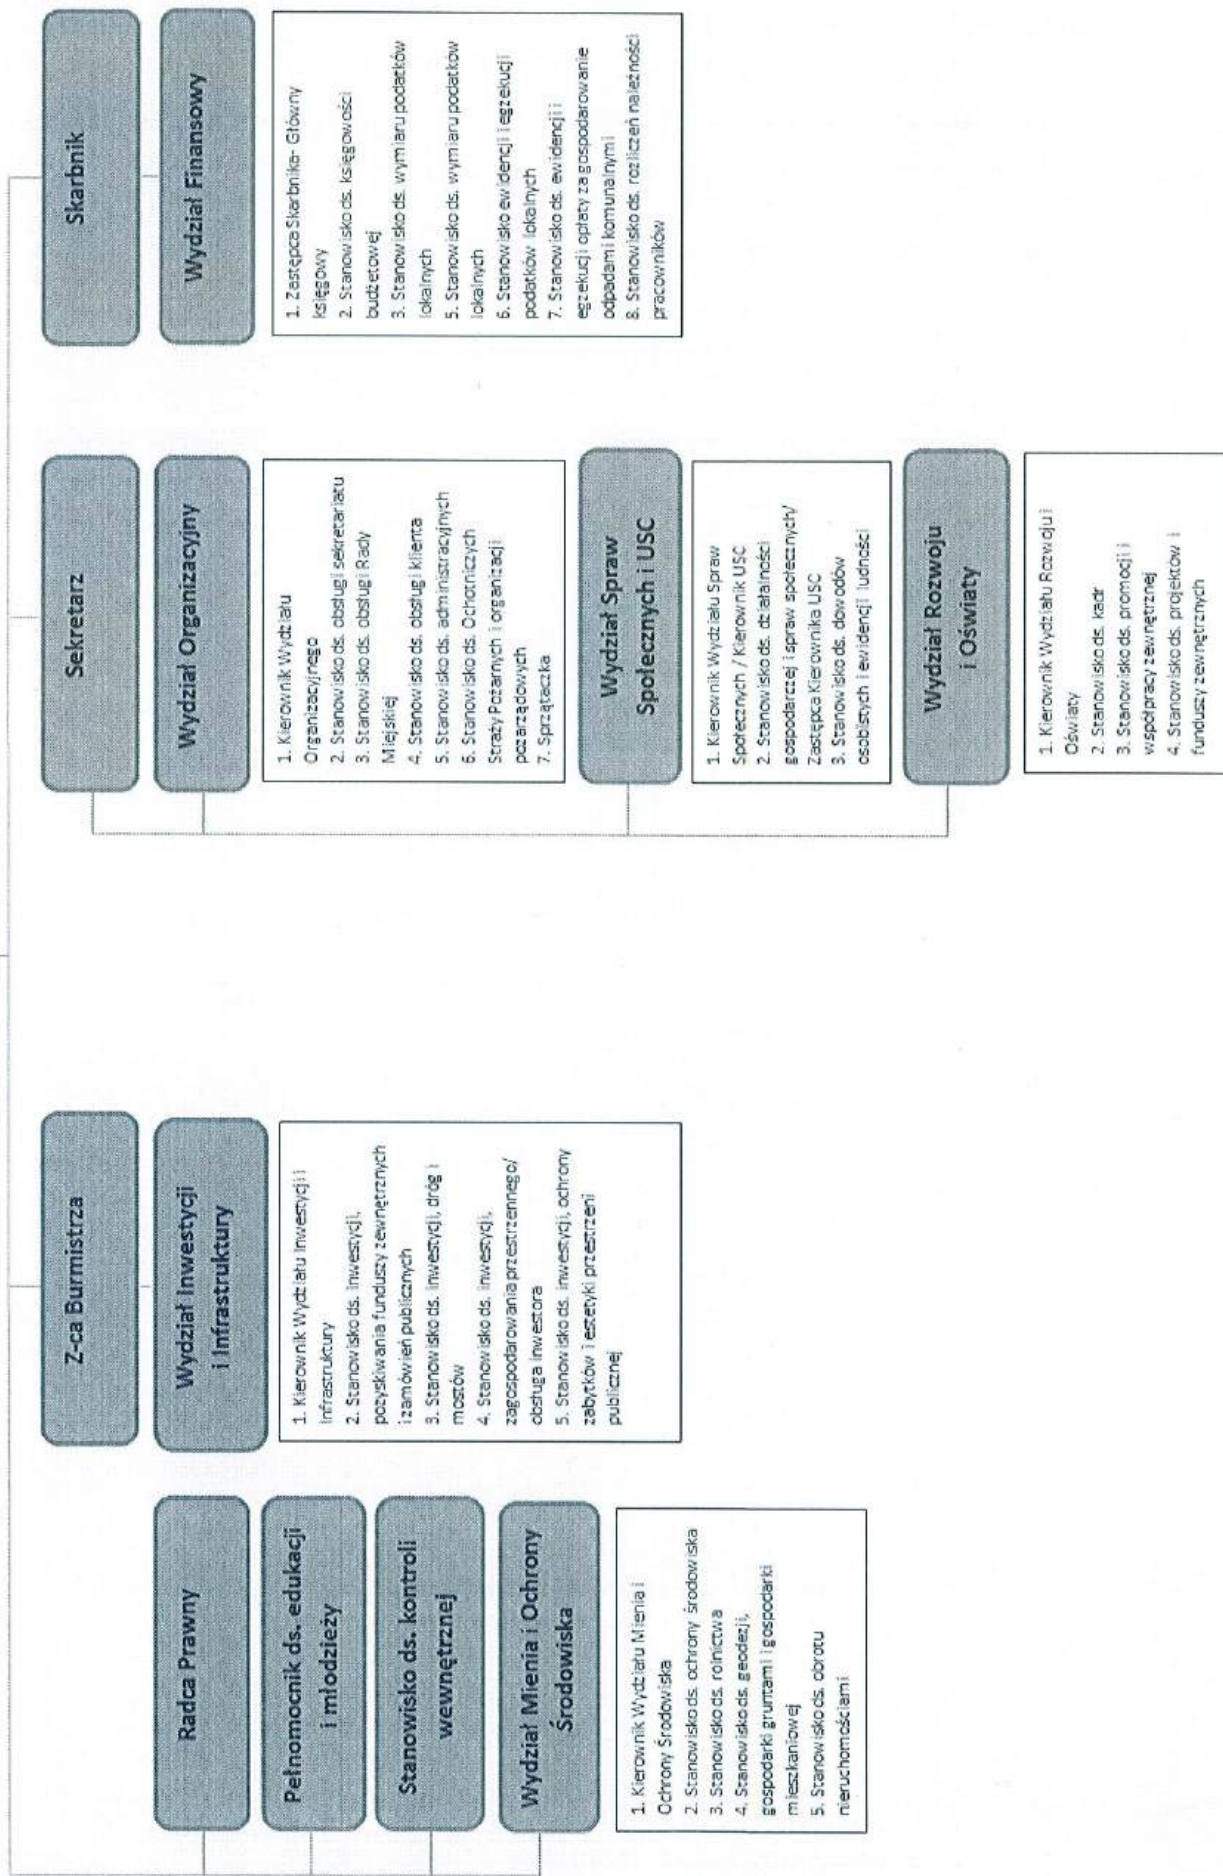 Radca Prawny
Pełnomocnik ds. edukacji
i młodzieży
Stanowisko ds. kontroli
wewnętrznej
Wydział Mienia i Ochrony
Środowiska
1. Kierownik Wydziału Mienia i
Ochrony Środowiska
2. Stanowisko ds. ochrony środowiska
3. Stanowisko ds. rolnictwa
4. Stanowisko ds. geodezji,
gospodarki gruntami i gospodarki
mieszkaniowej
5. Stanowisko ds. obrotu
nieruchomościami
Z-ca Burmistrza
Wydział Inwestycji
i Infrastruktury
1. Kierownik Wydziału Inwestycji i
Infrastruktury
2. Stanowisko ds. inwestycji,
pozyskiwania funduszy zewnętrznych
i zamówień publicznych
3. Stanowisko ds. inwestycji, dróg i
mostów
4. Stanowisko ds. inwestycji,
zagospodarowania przestrzennego/
obsługa inwestora
5. Stanowisko ds. inwestycji, ochrony
zabytków i estetyki przestrzeni
publicznej
Sekretarz
Wydział Organizacyjny
1. Kierownik Wydziału
Organizacyjnego
2. Stanowisko ds. obsługi sekretariatu
3. Stanowisko ds. obsługi Rady
Miejskiej
4. Stanowisko ds. obsługi klienta
5. Stanowisko ds. administracyjnych
6. Stanowisko ds. Ochotniczych
Straży Pożarnych i organizacji
pozarządowych
7. Sprzątaczka
Wydział Spraw
Społecznych i USC
1. Kierownik Wydziału Spraw
Społecznych / Kierownik USC
2. Stanowisko ds. działalności
gospodarczej i spraw społecznych/
Zastępca Kierownika USC
3. Stanowisko ds. dowodów
osobistych i ewidencji ludności
Wydział Rozwoju
i Oświaty
1. Kierownik Wydziału Rozwoju i
Oświaty
2. Stanowisko ds. kadr
3. Stanowisko ds. promocji i
współpracy zewnętrznej
4. Stanowisko ds. projektów i
funduszy zewnętrznych
Skarbnik
Wydział Finansowy
1. Zastępca Skarbnika- Główny
księgowy
2. Stanowisko ds. księgowości
budżetowej
3. Stanowisko ds. wymiaru podatków
lokalnych
5. Stanowisko ds. wymiaru podatków
lokalnych
6. Stanowisko ewidencji i egzekucji
podatków lokalnych
7. Stanowisko ds. ewidencji i
egzekucji opłaty za gospodarowanie
odpadami komunalnymi
8. Stanowisko ds. rozliczeń należności
pracowników